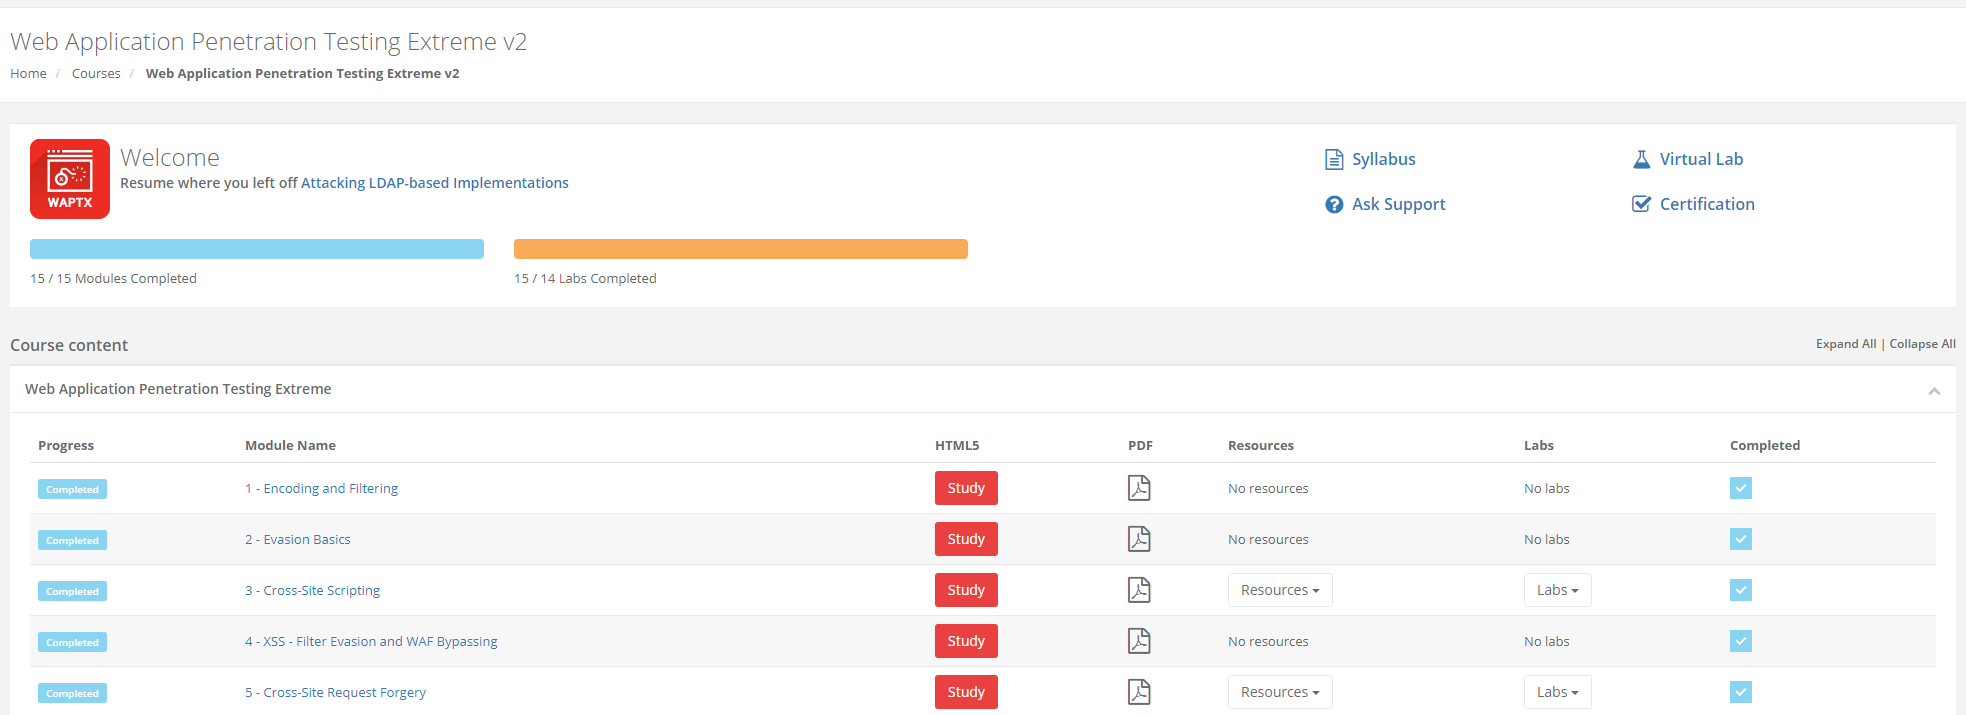 Web Application Penetration Testing Extreme v2
Home / Courses / Web Application Penetration Testing Extreme v2
WAPTX
Welcome
Resume where you left off Attacking LDAP-based Implementations
Syllabus Virtual Lab
Ask Support Certification
15 / 15 Modules Completed 15 / 14 Labs Completed
Course content Expand All | Collapse All
Web Application Penetration Testing Extreme
Progress Module Name HTML5 PDF Resources Labs Completed
Completed 1 - Encoding and Filtering Study No resources No labs
Completed 2 - Evasion Basics Study No resources No labs
Completed 3 - Cross-Site Scripting Study Resources Labs
Completed 4 - XSS - Filter Evasion and WAF Bypassing Study No resources No labs
Completed 5 - Cross-Site Request Forgery Study Resources Labs